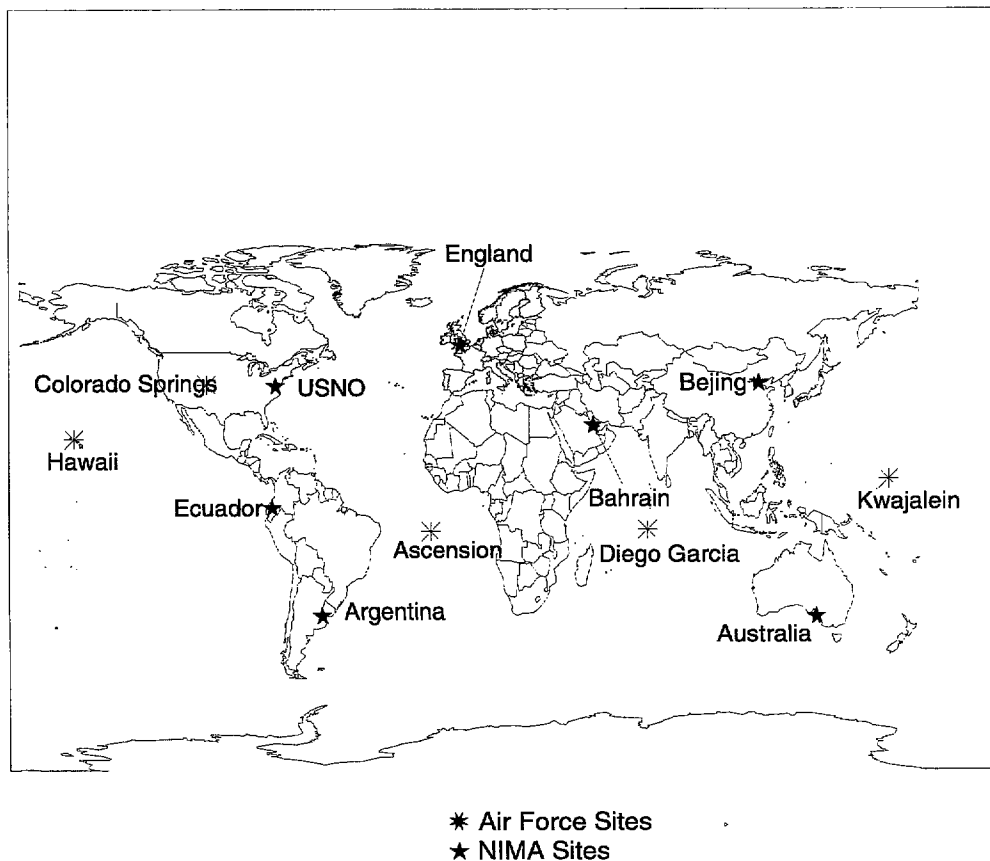 England
Colorado Springs
USNO
Bejing
Hawaii
Bahrain
Kwajalein
Ecuador
Ascension
Diego Garcia
Argentina
Australia
Air Force Sites
NIMA Sites